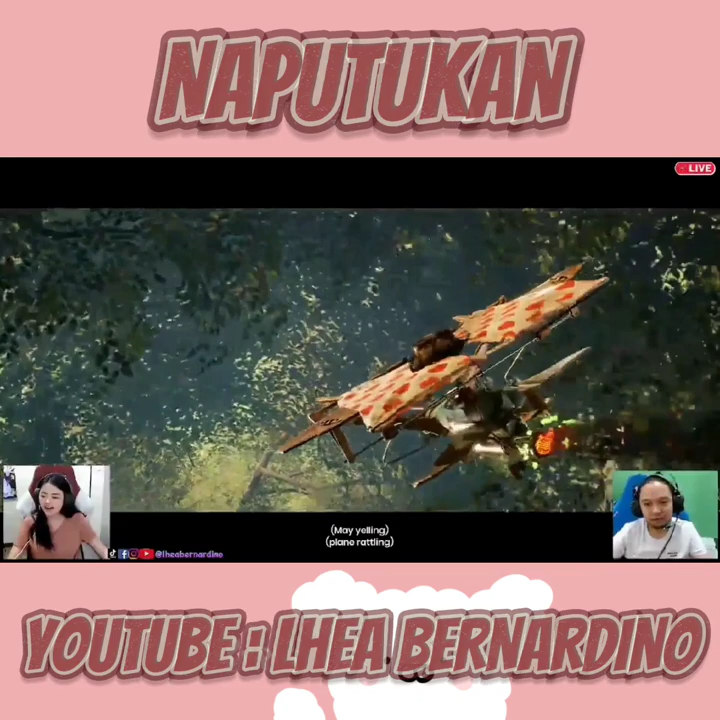 NAPUTUKAN
LIVE
@lheabernardino
(May yelling)
(plane rattling)
YOUTUBE : LHEA BERNARDINO